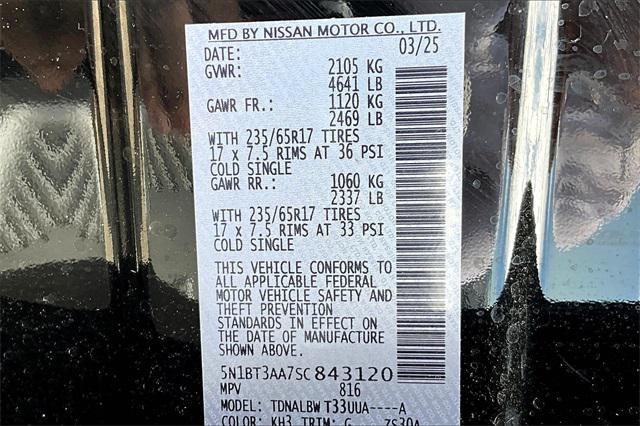 MFD BY NISSAN MOTOR CO., LTD.
DATE: 03/25
GVWR: 2105 KG
4641 LB
GAWR FR.: 1120 KG
2469 LB
WITH 235/65R17 TIRES
17 x 7.5 RIMS AT 36 PSI
COLD SINGLE
GAWR RR.: 1060 KG
2337 LB
WITH 235/65R17 TIRES
17 x 7.5 RIMS AT 33 PSI
COLD SINGLE
THIS VEHICLE CONFORMS TO
ALL APPLICABLE FEDERAL
MOTOR VEHICLE SAFETY AND
THEFT PREVENTION
STANDARDS IN EFFECT ON
THE DATE OF MANUFACTURE
SHOWN ABOVE.
5N1BT3AA7SC843120
MPV 816
MODEL: TDNALBW T33UUA----A
COLOR: KH3 TRIM: G 7S30A